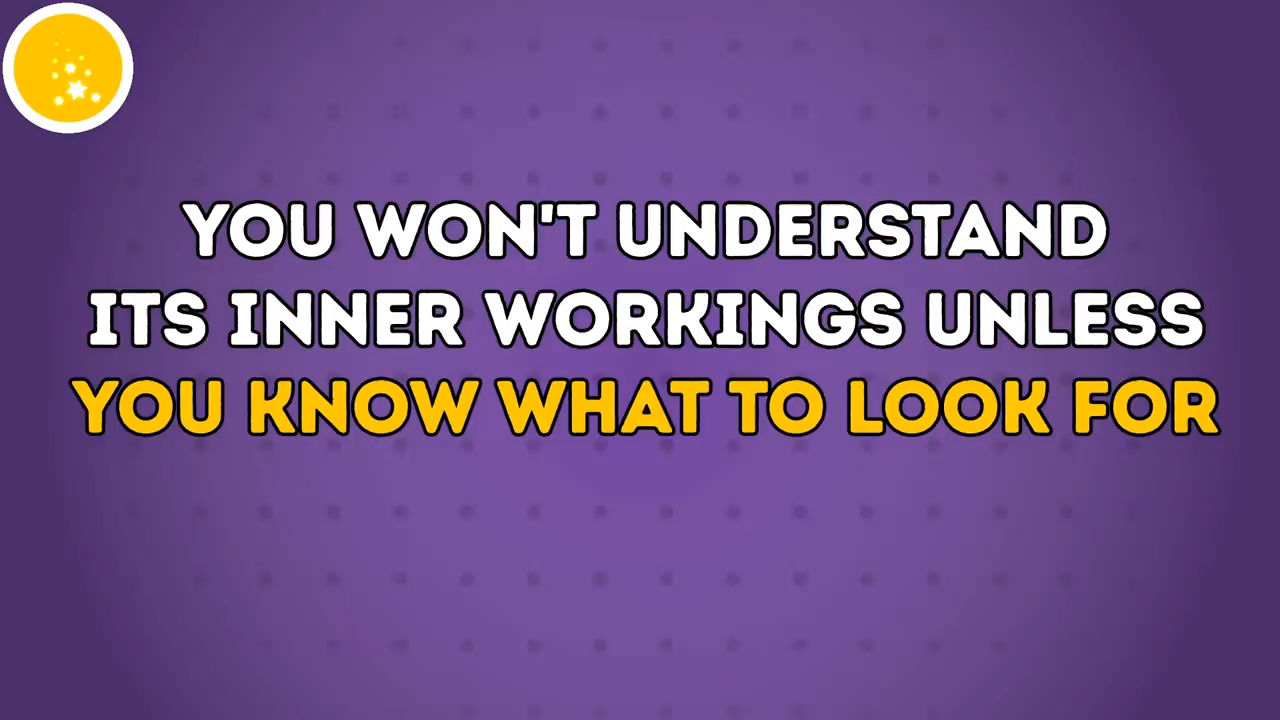 YOU WON'T UNDERSTAND
ITS INNER WORKINGS UNLESS
YOU KNOW WHAT TO LOOK FOR